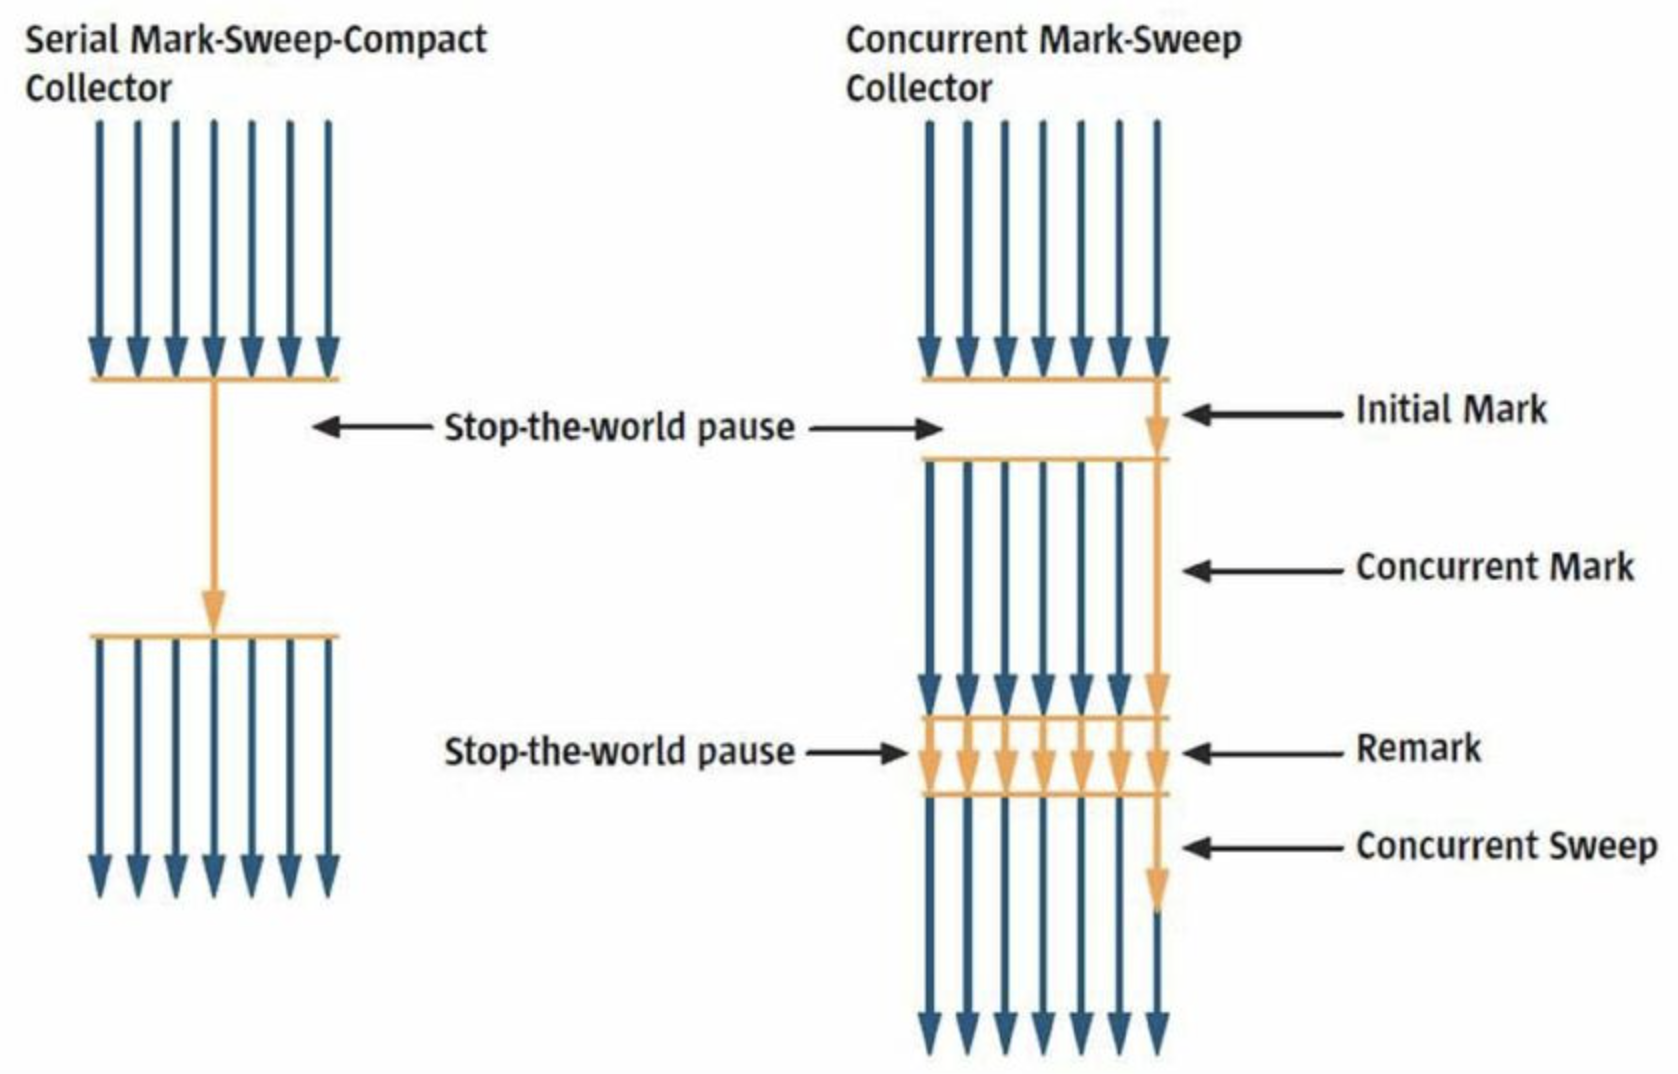 Serial Mark-Sweep-Compact
Collector
Concurrent Mark-Sweep
Collector
Stop-the-world pause
Initial Mark
Concurrent Mark
Stop-the-world pause
Remark
Concurrent Sweep